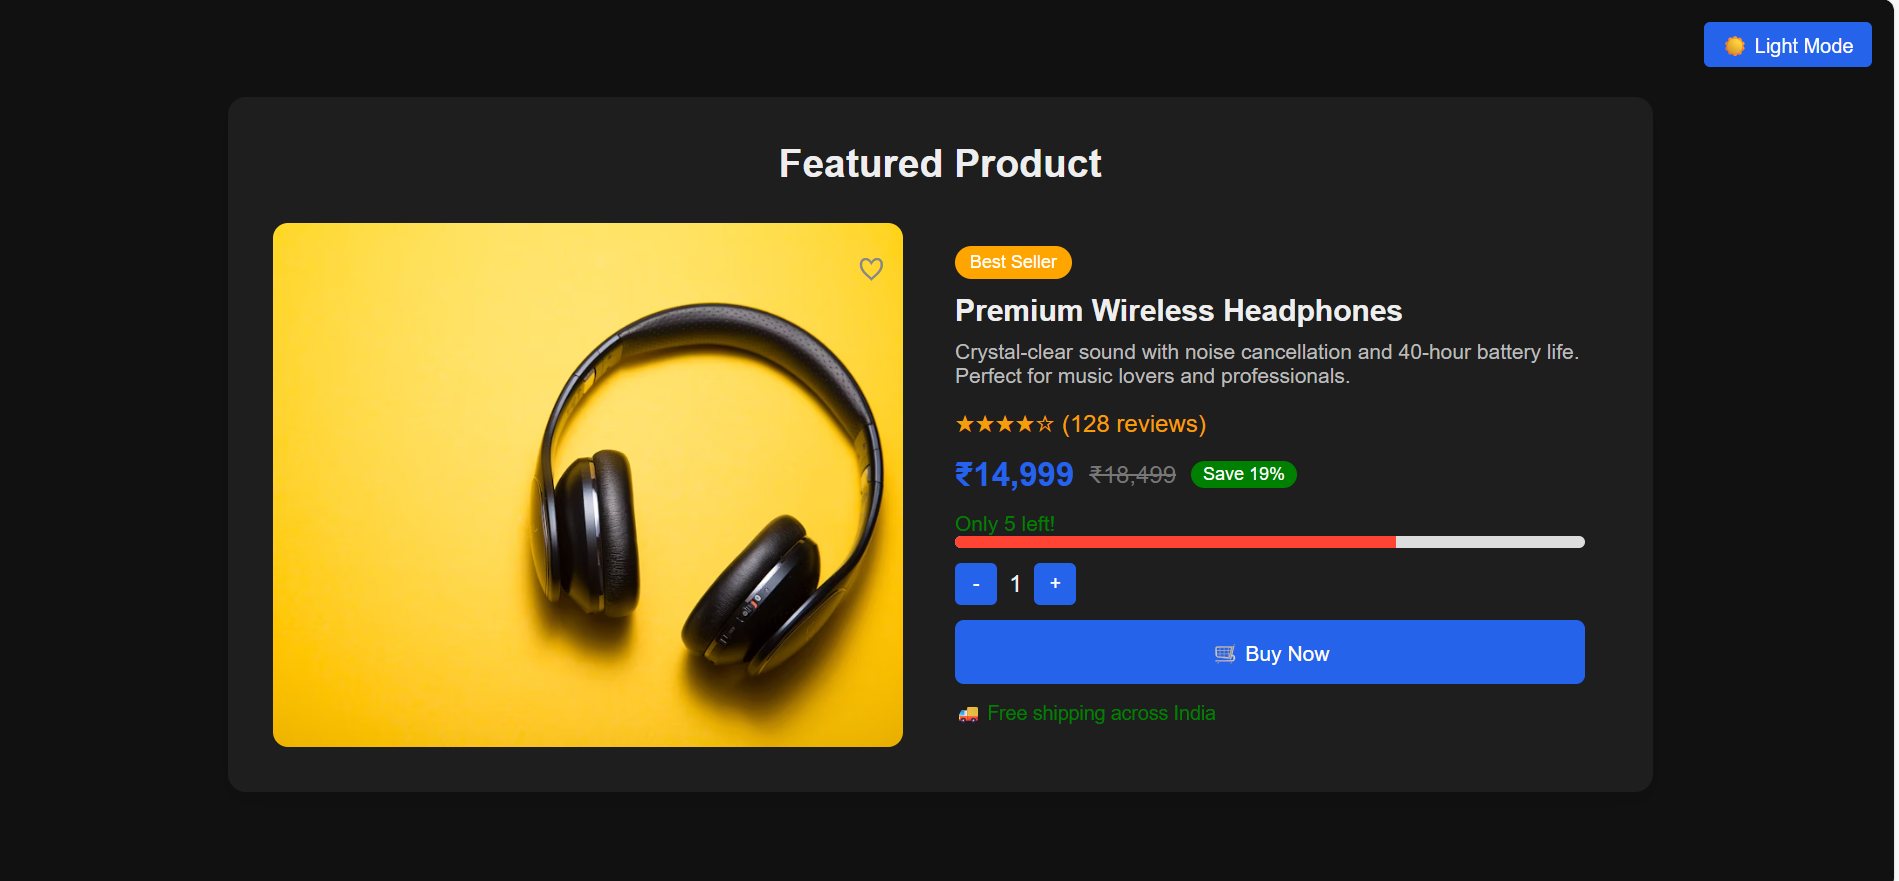 Light Mode
Featured Product
Best Seller
Premium Wireless Headphones
Crystal-clear sound with noise cancellation and 40-hour battery life.
Perfect for music lovers and professionals.
★★★★☆ (128 reviews)
₹14,999 ₹18,499 Save 19%
Only 5 left!
- 1 +
Buy Now
Free shipping across India